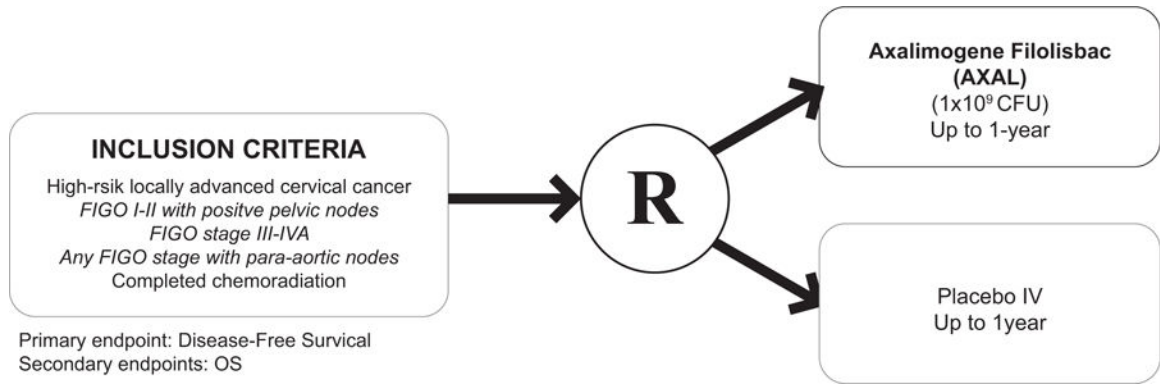 INCLUSION CRITERIA
High-rsik locally advanced cervical cancer
FIGO I-II with positve pelvic nodes
FIGO stage III-IVA
Any FIGO stage with para-aortic nodes
Completed chemoradiation
Primary endpoint: Disease-Free Survical
Secondary endpoints: OS
R
Axalimogene Filolisbac
(AXAL)
(1x10⁹ CFU)
Up to 1-year
Placebo IV
Up to 1year